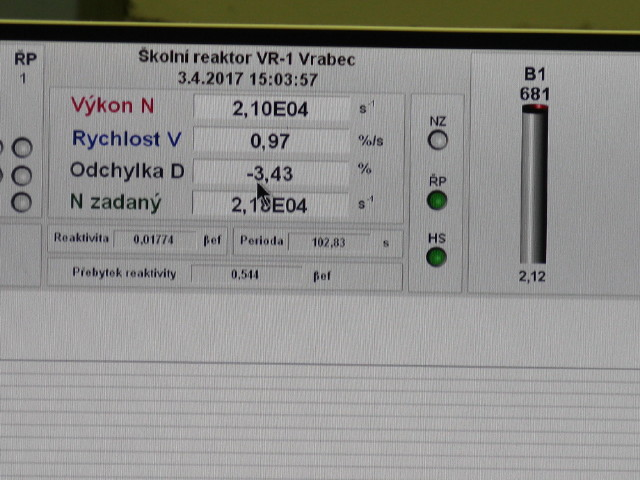 Školní reaktor VR-1 Vrabec
3.4.2017 15:03:57
ŘP
1
Výkon N 2,10E04 s⁻¹
Rychlost V 0,97 %/s
Odchylka D -3,43 %
N zadaný 2,18E04 s⁻¹
Reaktivita 0,01774 βef Perioda 102,83 s
Přebytek reaktivity 0,544 βef
NZ
ŘP
HS
B1
681
2,12